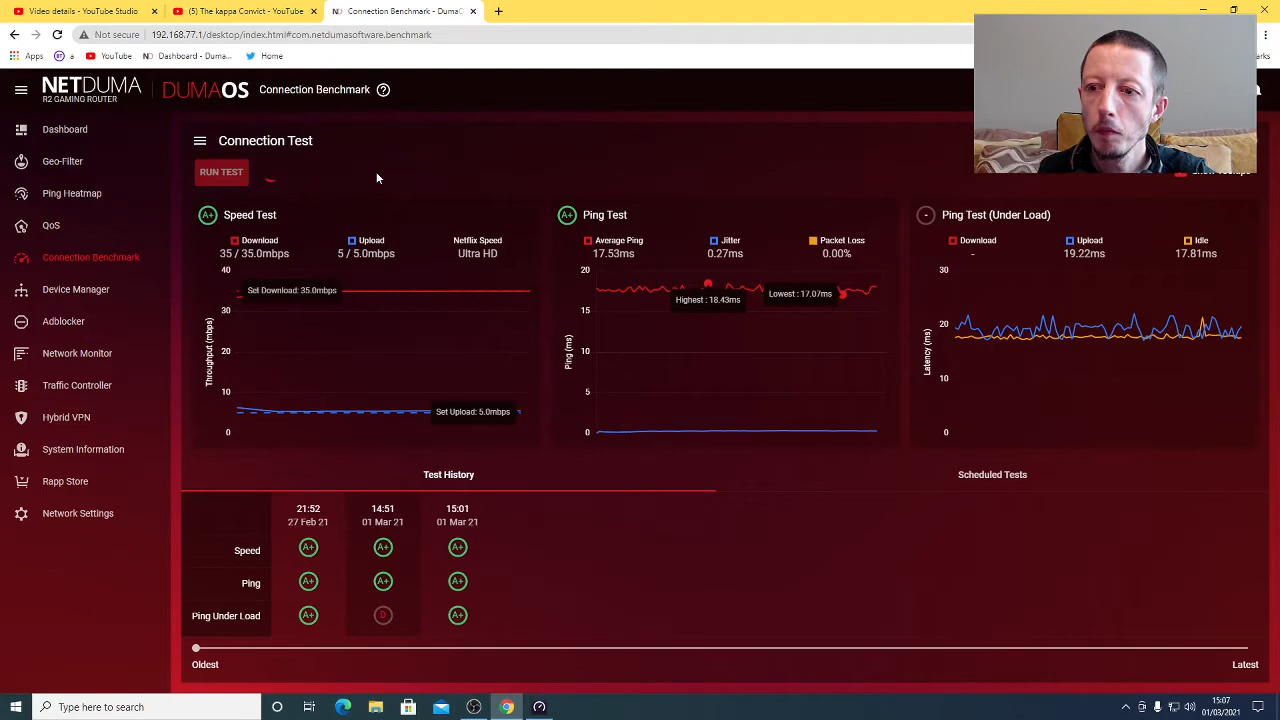 Video details - YouTube
YouTube
DumaOS - Connection
192.168.77.1/desktop/index.html#com.netdumasoftware.benchmark
Not secure
Apps
YouTube
Dashboard - Desktop...
Home
NETDUMA
R2 GAMING ROUTER
DUMAOS
Connection Benchmark
Dashboard
Geo-Filter
Ping Heatmap
QoS
Connection Benchmark
Device Manager
Adblocker
Network Monitor
Traffic Controller
Hybrid VPN
System Information
Rapp Store
Network Settings
Connection Test
RUN TEST
A+ Speed Test
Download Upload Netflix Speed
35 / 35.0mbps 5 / 5.0mbps Ultra HD
40
Set Download: 35.0mbps
30
20
10
Set Upload: 5.0mbps
0
Throughput (mbps)
A+ Ping Test
Average Ping Jitter Packet Loss
17.53ms 0.27ms 0.00%
20
Highest : 18.43ms Lowest : 17.07ms
15
10
5
0
Ping (ms)
- Ping Test (Under Load)
Download Upload Idle
- 19.22ms 17.81ms
30
20
10
0
Latency (ms)
Test History Scheduled Tests
21:52 14:51 15:01
27 Feb 21 01 Mar 21 01 Mar 21
Speed A+ A+ A+
Ping A+ A+ A+
Ping Under Load A+ D A+
Oldest Latest
Type here to search
15:07
01/03/2021